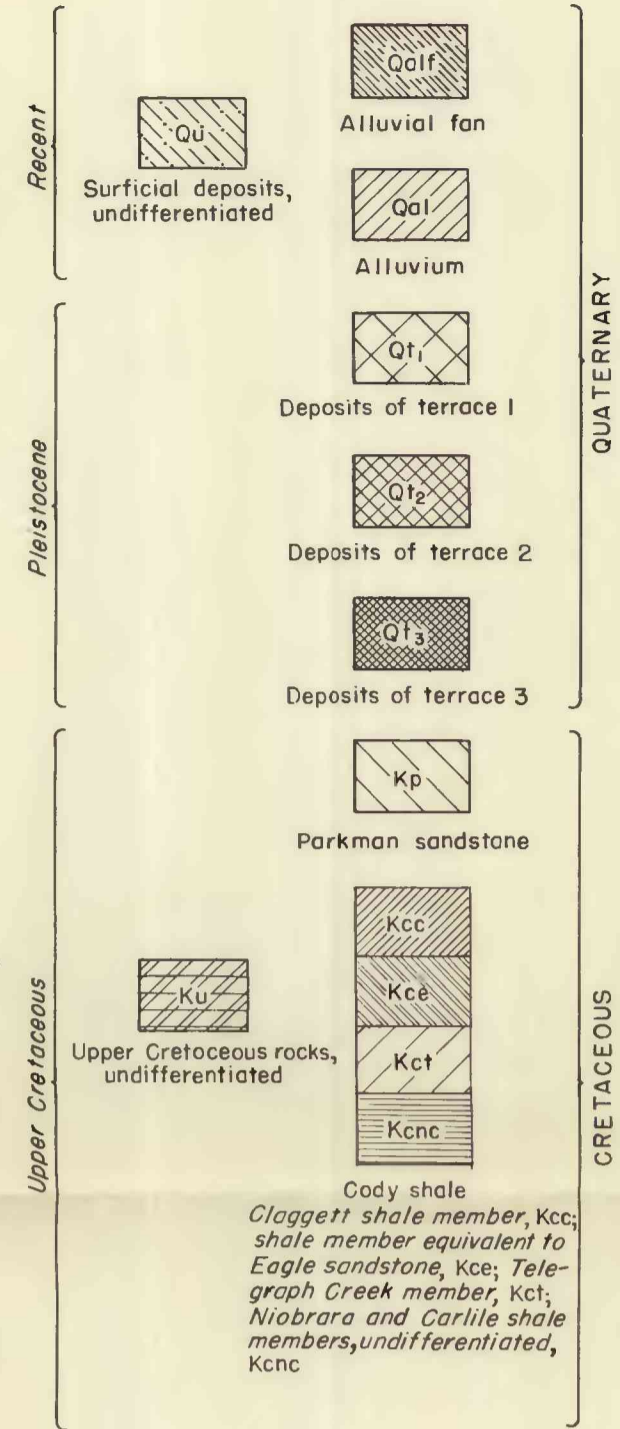 Recent
Qu
Surficial deposits,
undifferentiated
Qalf
Alluvial fan
Qal
Alluvium
Pleistocene
Qt₁
Deposits of terrace 1
Qt₂
Deposits of terrace 2
Qt₃
Deposits of terrace 3
QUATERNARY
Upper Cretaceous
Ku
Upper Cretaceous rocks,
undifferentiated
Kp
Parkman sandstone
Kcc
Kce
Kct
Kcnc
Cody shale
Claggett shale member, Kcc;
shale member equivalent to
Eagle sandstone, Kce; Tele-
graph Creek member, Kct;
Niobrara and Carlile shale
members, undifferentiated,
Kcnc
CRETACEOUS